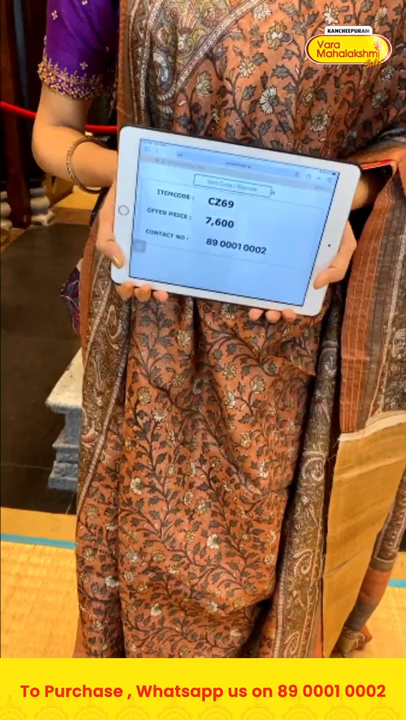 KANCHEEPURAM
Vara
Mahalakshmi
ITEMCODE : CZ69
OFFER PRICE : 7,600
CONTACT NO : 89 0001 0002
To Purchase , Whatsapp us on 89 0001 0002